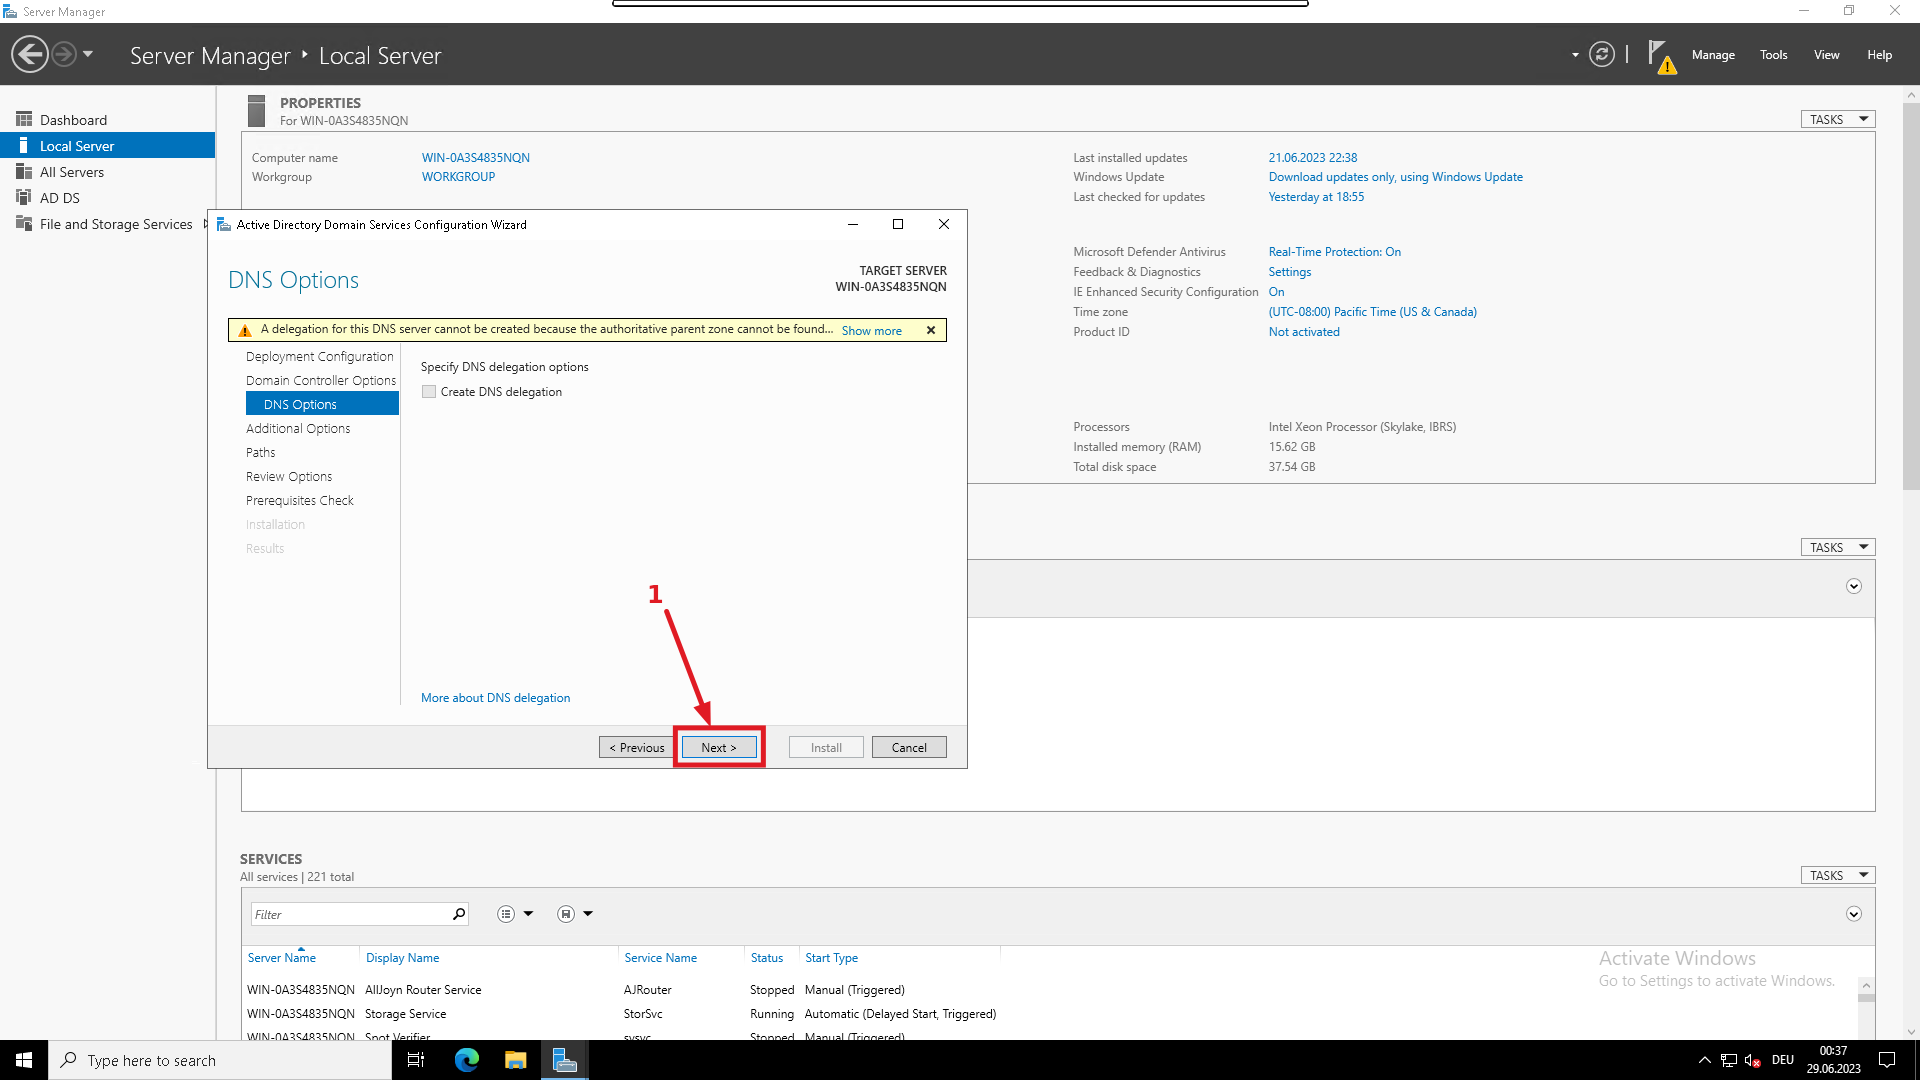 Server Manager
Server Manager ‣ Local Server
Manage
Tools
View
Help
Dashboard
Local Server
All Servers
AD DS
File and Storage Services
PROPERTIES
For WIN-0A3S4835NQN
TASKS
Computer name
WIN-0A3S4835NQN
Workgroup
WORKGROUP
Last installed updates
21.06.2023 22:38
Windows Update
Download updates only, using Windows Update
Last checked for updates
Yesterday at 18:55
Microsoft Defender Antivirus
Real-Time Protection: On
Feedback & Diagnostics
Settings
IE Enhanced Security Configuration
On
Time zone
(UTC-08:00) Pacific Time (US & Canada)
Product ID
Not activated
Processors
Intel Xeon Processor (Skylake, IBRS)
Installed memory (RAM)
15.62 GB
Total disk space
37.54 GB
Active Directory Domain Services Configuration Wizard
DNS Options
TARGET SERVER
WIN-0A3S4835NQN
A delegation for this DNS server cannot be created because the authoritative parent zone cannot be found...
Show more
Deployment Configuration
Domain Controller Options
DNS Options
Additional Options
Paths
Review Options
Prerequisites Check
Installation
Results
Specify DNS delegation options
Create DNS delegation
1
More about DNS delegation
< Previous
Next >
Install
Cancel
TASKS
SERVICES
All services | 221 total
TASKS
Filter
Server Name
Display Name
Service Name
Status
Start Type
WIN-0A3S4835NQN AllJoyn Router Service AJRouter Stopped Manual (Triggered)
WIN-0A3S4835NQN Storage Service StorSvc Running Automatic (Delayed Start, Triggered)
WIN-0A3S4835NQN Spot Verifier svsvc Stopped Manual (Triggered)
Activate Windows
Go to Settings to activate Windows.
Type here to search
DEU
00:37
29.06.2023